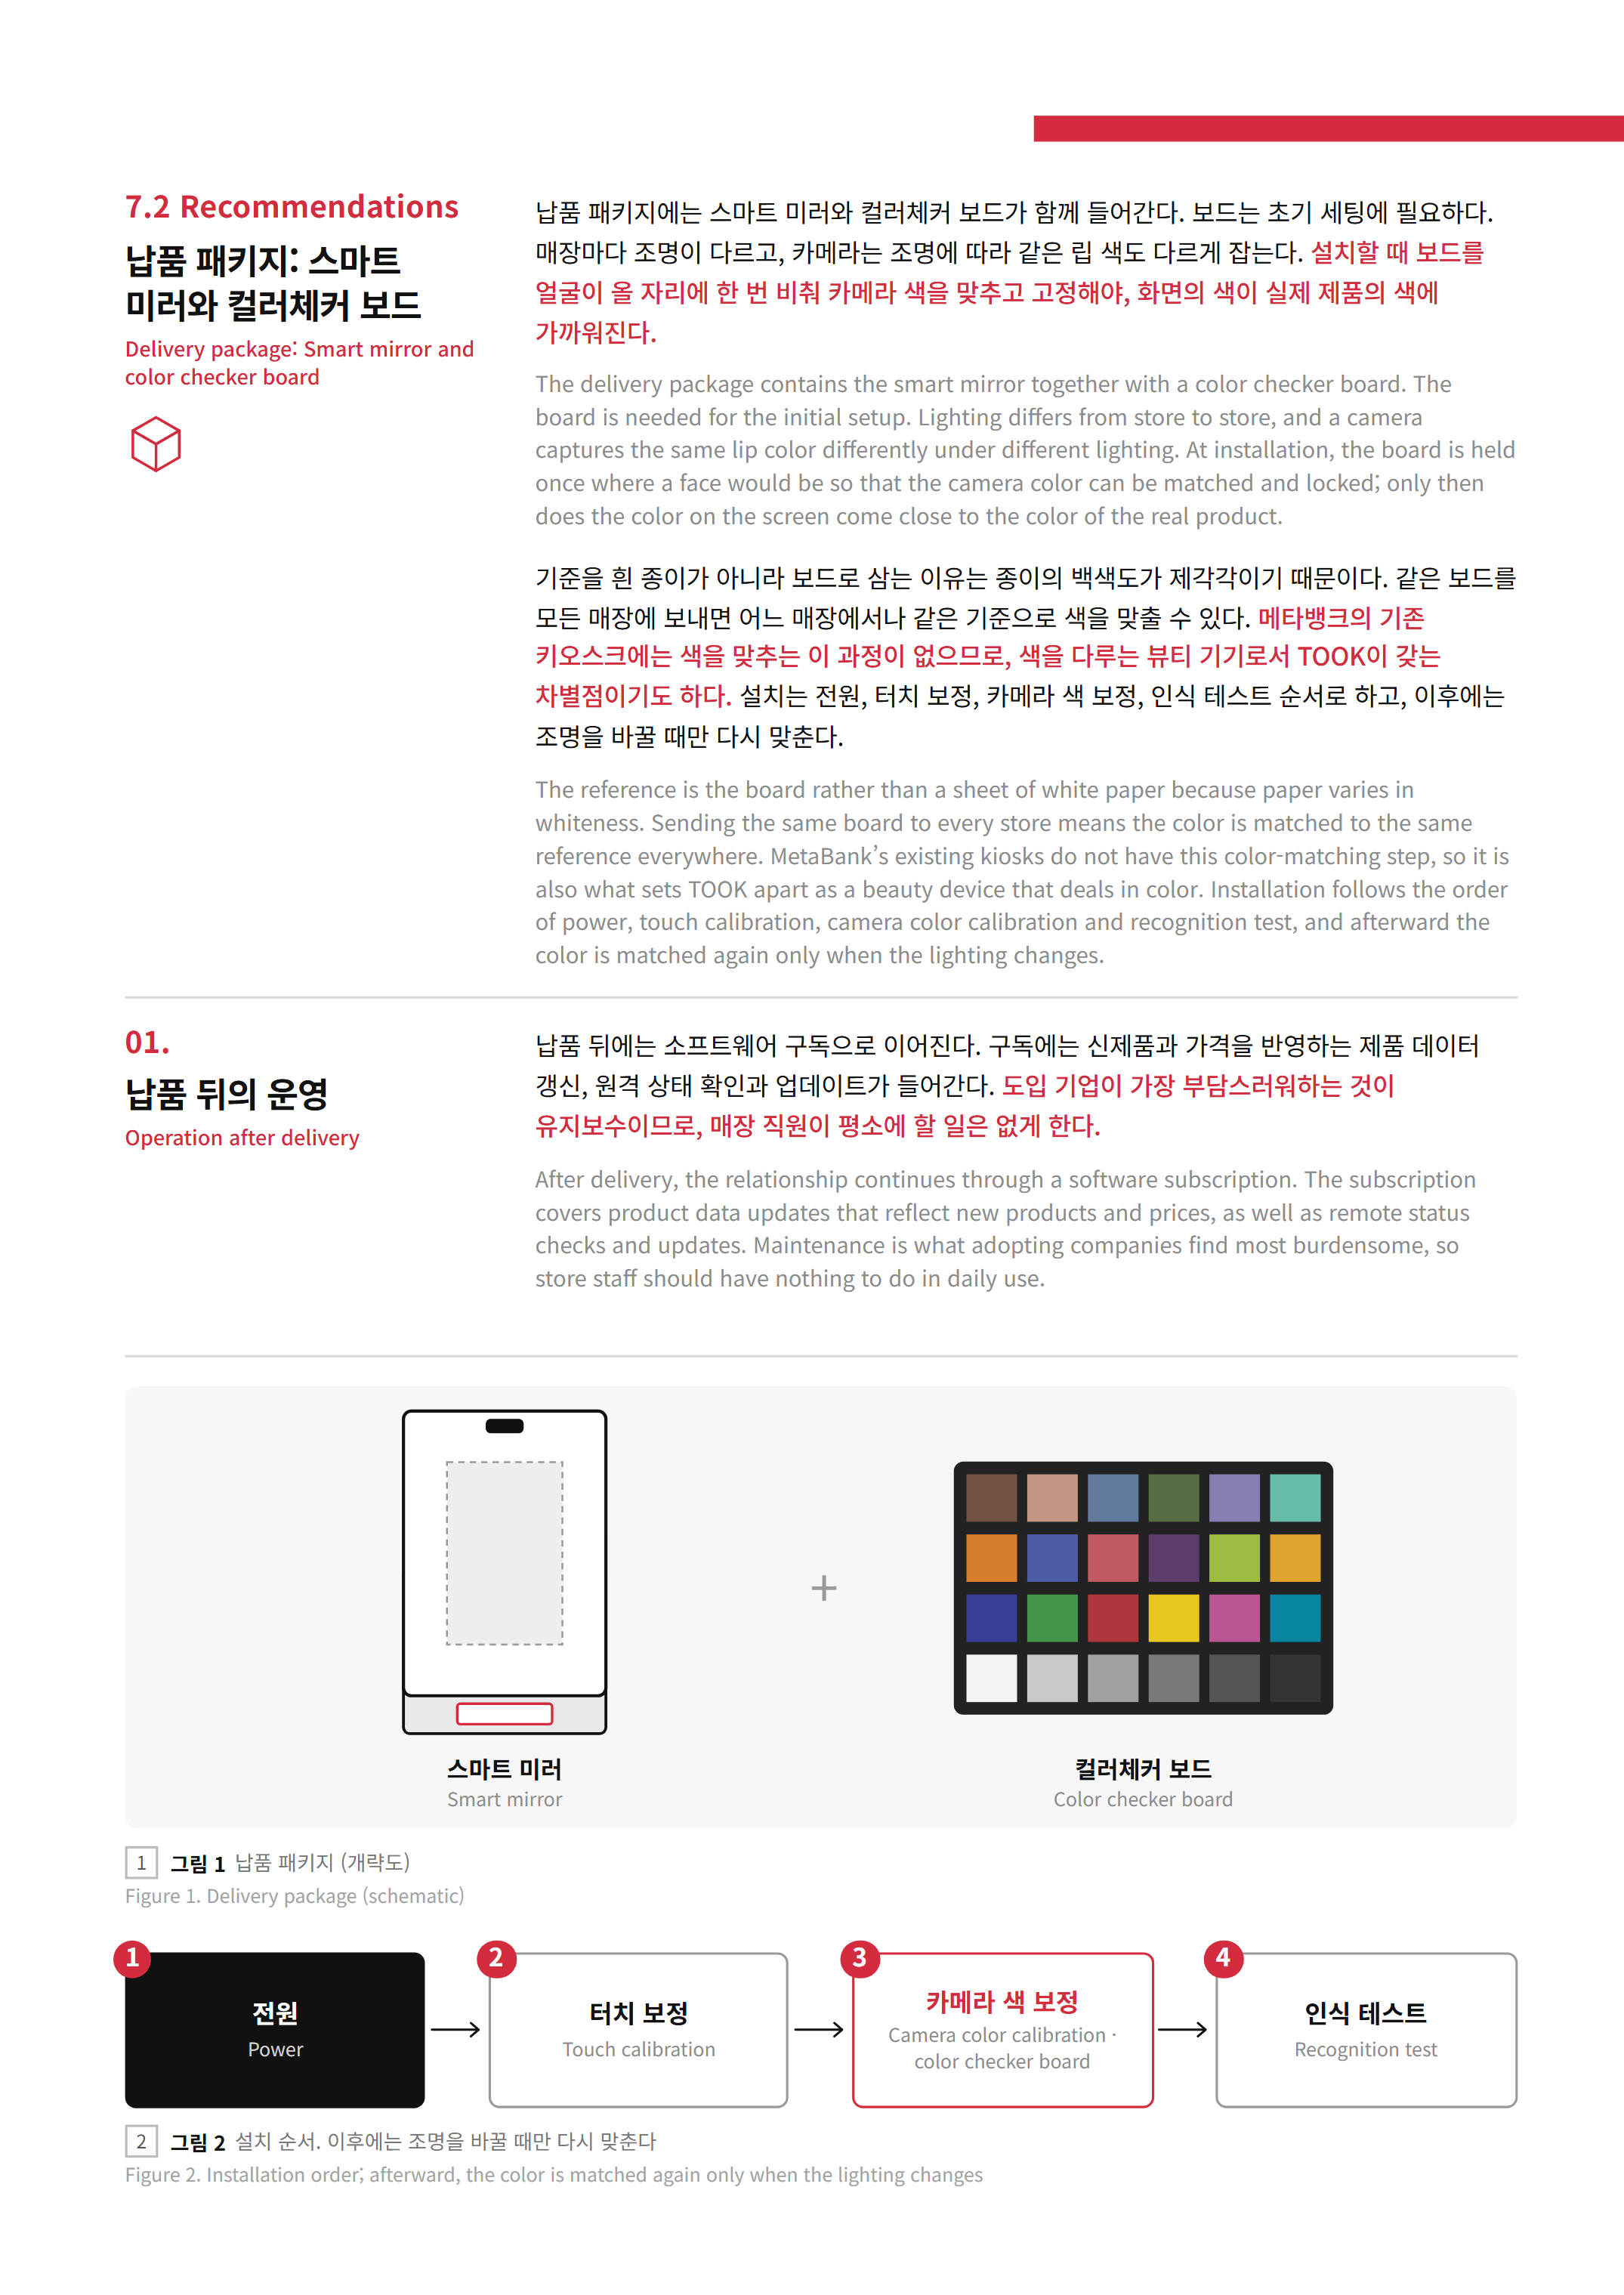 7.2 Recommendations
납품 패키지: 스마트
미러와 컬러체커 보드
Delivery package: Smart mirror and
color checker board
납품 패키지에는 스마트 미러와 컬러체커 보드가 함께 들어간다. 보드는 초기 세팅에 필요하다.
매장마다 조명이 다르고, 카메라는 조명에 따라 같은 립 색도 다르게 잡는다. 설치할 때 보드를
얼굴이 올 자리에 한 번 비춰 카메라 색을 맞추고 고정해야, 화면의 색이 실제 제품의 색에
가까워진다.
The delivery package contains the smart mirror together with a color checker board. The
board is needed for the initial setup. Lighting differs from store to store, and a camera
captures the same lip color differently under different lighting. At installation, the board is held
once where a face would be so that the camera color can be matched and locked; only then
does the color on the screen come close to the color of the real product.
기준을 흰 종이가 아니라 보드로 삼는 이유는 종이의 백색도가 제각각이기 때문이다. 같은 보드를
모든 매장에 보내면 어느 매장에서나 같은 기준으로 색을 맞출 수 있다. 메타뱅크의 기존
키오스크에는 색을 맞추는 이 과정이 없으므로, 색을 다루는 뷰티 기기로서 TOOK이 갖는
차별점이기도 하다. 설치는 전원, 터치 보정, 카메라 색 보정, 인식 테스트 순서로 하고, 이후에는
조명을 바꿀 때만 다시 맞춘다.
The reference is the board rather than a sheet of white paper because paper varies in
whiteness. Sending the same board to every store means the color is matched to the same
reference everywhere. MetaBank’s existing kiosks do not have this color-matching step, so it is
also what sets TOOK apart as a beauty device that deals in color. Installation follows the order
of power, touch calibration, camera color calibration and recognition test, and afterward the
color is matched again only when the lighting changes.
01.
납품 뒤의 운영
Operation after delivery
납품 뒤에는 소프트웨어 구독으로 이어진다. 구독에는 신제품과 가격을 반영하는 제품 데이터
갱신, 원격 상태 확인과 업데이트가 들어간다. 도입 기업이 가장 부담스러워하는 것이
유지보수이므로, 매장 직원이 평소에 할 일은 없게 한다.
After delivery, the relationship continues through a software subscription. The subscription
covers product data updates that reflect new products and prices, as well as remote status
checks and updates. Maintenance is what adopting companies find most burdensome, so
store staff should have nothing to do in daily use.
+
스마트 미러
Smart mirror
컬러체커 보드
Color checker board
1 그림 1 납품 패키지 (개략도)
Figure 1. Delivery package (schematic)
1
전원
Power
2
터치 보정
Touch calibration
3
카메라 색 보정
Camera color calibration ·
color checker board
4
인식 테스트
Recognition test
2 그림 2 설치 순서. 이후에는 조명을 바꿀 때만 다시 맞춘다
Figure 2. Installation order; afterward, the color is matched again only when the lighting changes